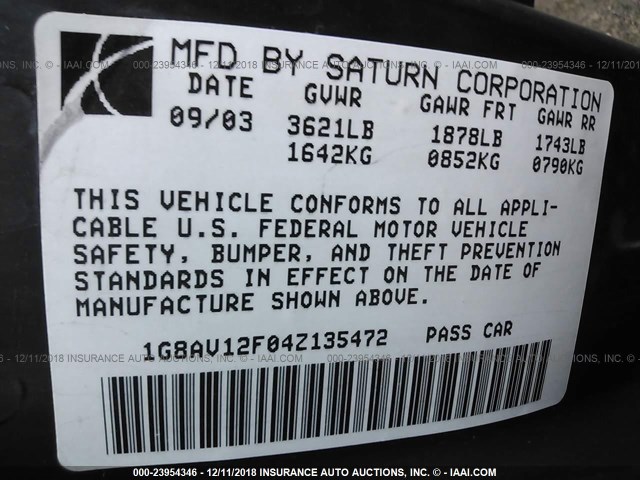 MFD BY SATURN CORPORATION
DATE GVWR GAWR FRT GAWR RR
09/03 3621LB 1878LB 1743LB
1642KG 0852KG 0790KG
THIS VEHICLE CONFORMS TO ALL APPLI-
CABLE U.S. FEDERAL MOTOR VEHICLE
SAFETY, BUMPER, AND THEFT PREVENTION
STANDARDS IN EFFECT ON THE DATE OF
MANUFACTURE SHOWN ABOVE.
1G8AV12F04Z135472 PASS CAR
000-23954346 - 12/11/2018 INSURANCE AUTO AUCTIONS, INC. - © IAAI.COM